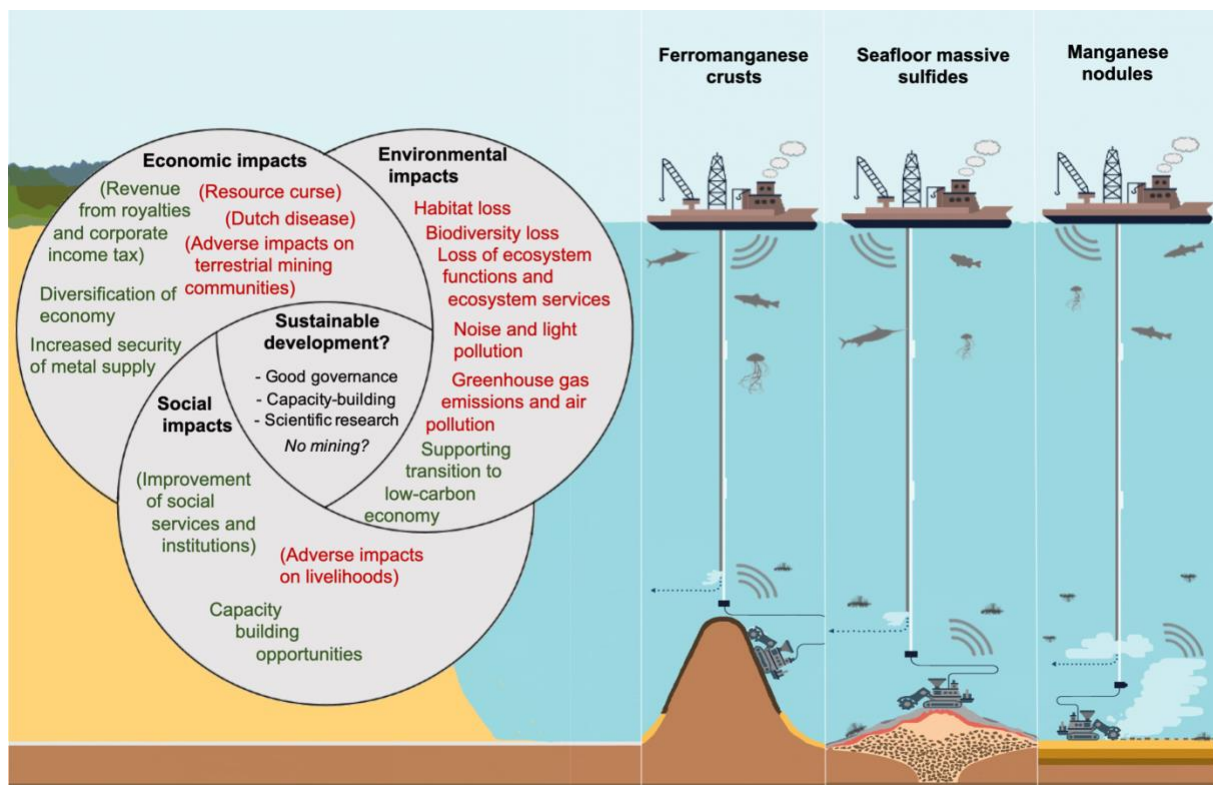 Economic impacts
(Revenue
from royalties
and corporate
income tax)
Diversification of
economy
Increased security
of metal supply
(Resource curse)
(Dutch disease)
(Adverse impacts on
terrestrial mining
communities)
Environmental
impacts
Habitat loss
Biodiversity loss
Loss of ecosystem
functions and
ecosystem services
Noise and light
pollution
Greenhouse gas
emissions and air
pollution
Supporting
transition to
low-carbon
economy
Sustainable
development?
- Good governance
- Capacity-building
- Scientific research
No mining?
Social
impacts
(Improvement
of social
services and
institutions)
(Adverse impacts
on livelihoods)
Capacity
building
opportunities
Ferromanganese
crusts
Seafloor massive
sulfides
Manganese
nodules